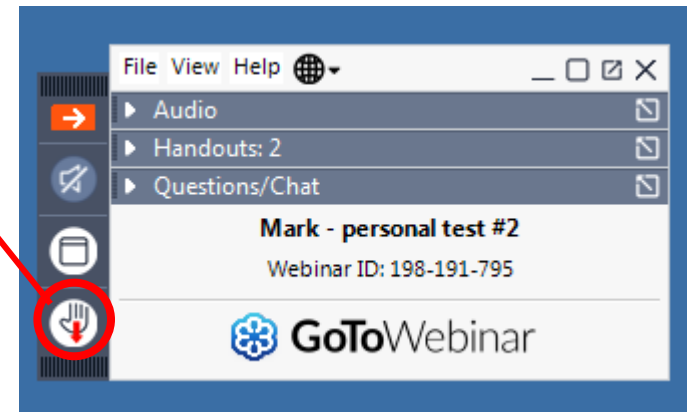 File View Help
Audio
Handouts: 2
Questions/Chat
Mark - personal test #2
Webinar ID: 198-191-795
GoToWebinar